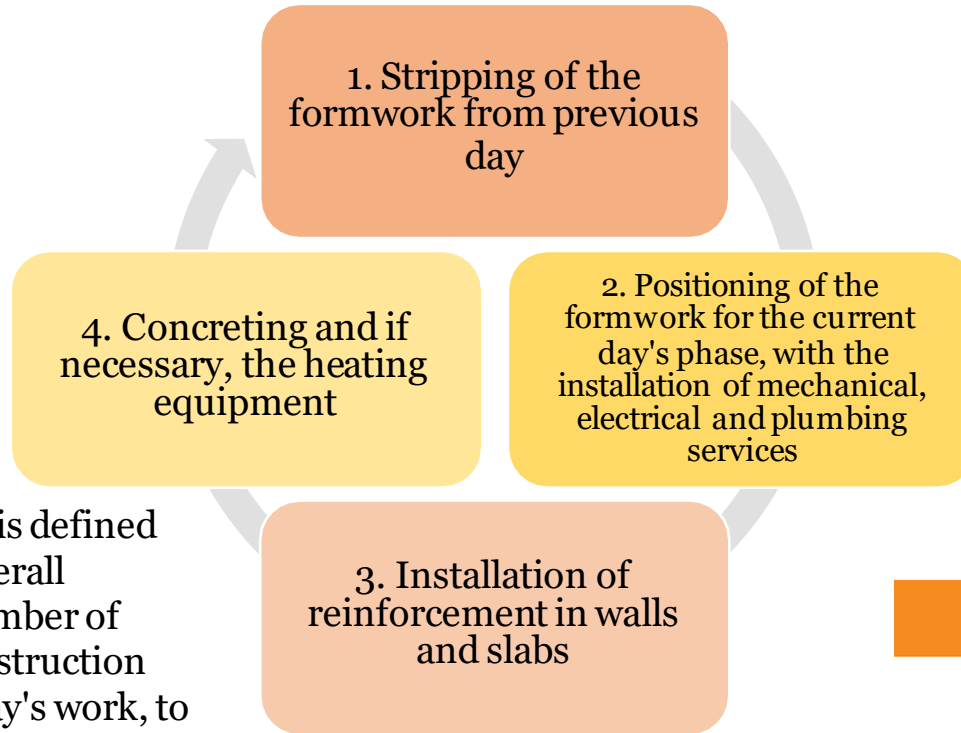 1. Stripping of the
formwork from previous
day
2. Positioning of the
formwork for the current
day's phase, with the
installation of mechanical,
electrical and plumbing
services
4. Concreting and if
necessary, the heating
equipment
3. Installation of
reinforcement in walls
and slabs
is defined
erall
mber of
struction
y's work, to